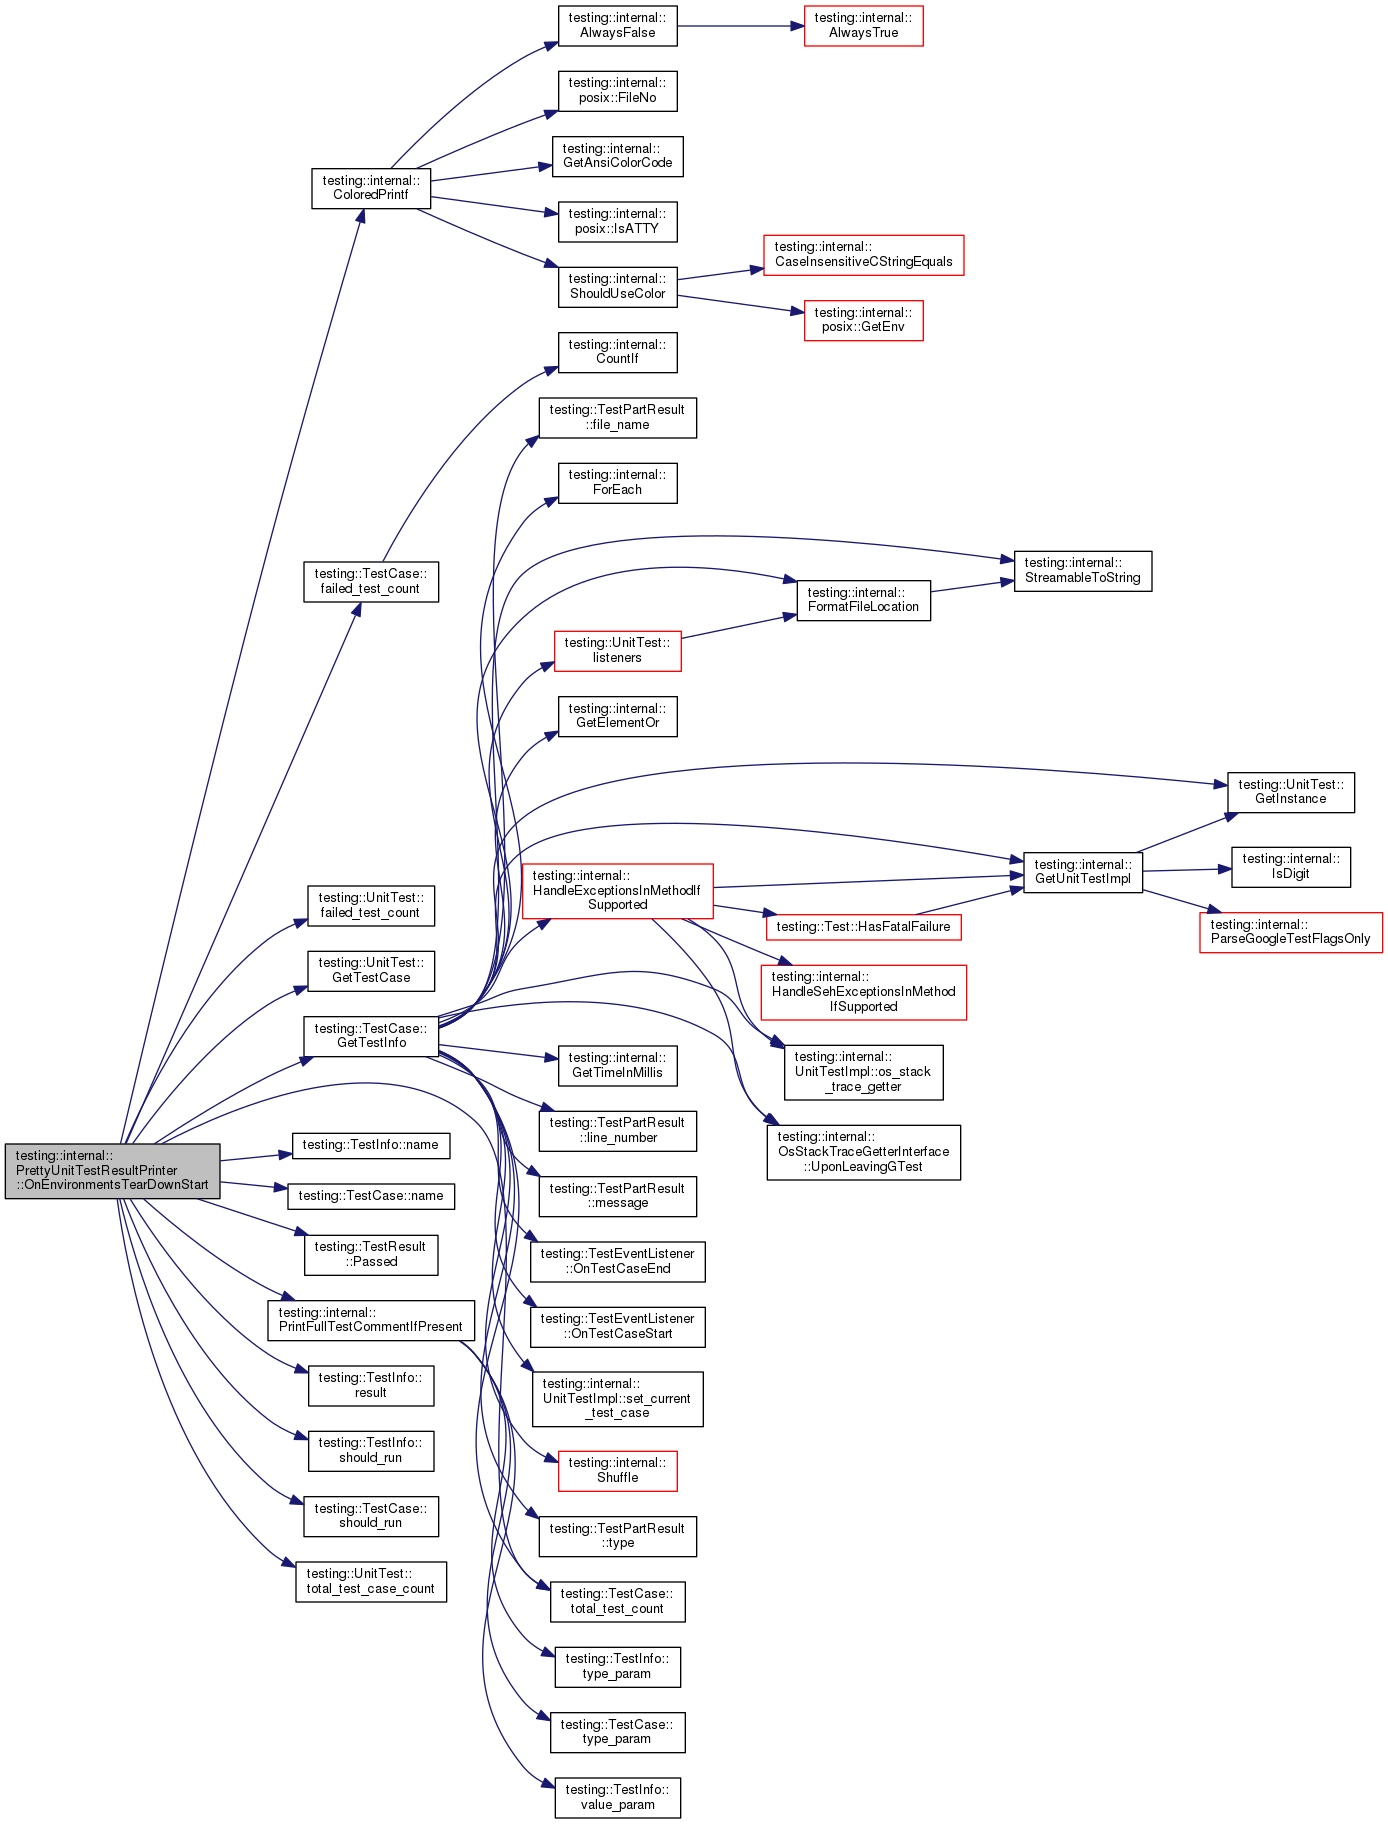 testing::internal::
AlwaysFalse
testing::internal::
AlwaysTrue
testing::internal::
posix::FileNo
testing::internal::
GetAnsiColorCode
testing::internal::
ColoredPrintf
testing::internal::
posix::IsATTY
testing::internal::
CaseInsensitiveCStringEquals
testing::internal::
ShouldUseColor
testing::internal::
posix::GetEnv
testing::internal::
CountIf
testing::TestPartResult
::file_name
testing::internal::
ForEach
testing::TestCase::
failed_test_count
testing::internal::
StreamableToString
testing::internal::
FormatFileLocation
testing::UnitTest::
listeners
testing::internal::
GetElementOr
testing::UnitTest::
GetInstance
testing::internal::
IsDigit
testing::internal::
GetUnitTestImpl
testing::internal::
HandleExceptionsInMethodIf
Supported
testing::UnitTest::
failed_test_count
testing::Test::HasFatalFailure
testing::internal::
ParseGoogleTestFlagsOnly
testing::UnitTest::
GetTestCase
testing::internal::
HandleSehExceptionsInMethod
IfSupported
testing::TestCase::
GetTestInfo
testing::internal::
GetTimeInMillis
testing::internal::
UnitTestImpl::os_stack
_trace_getter
testing::TestPartResult
::line_number
testing::TestInfo::name
testing::internal::
OsStackTraceGetterInterface
::UponLeavingGTest
testing::internal::
PrettyUnitTestResultPrinter
::OnEnvironmentsTearDownStart
testing::TestCase::name
testing::TestPartResult
::message
testing::TestResult
::Passed
testing::TestEventListener
::OnTestCaseEnd
testing::internal::
PrintFullTestCommentIfPresent
testing::TestEventListener
::OnTestCaseStart
testing::TestInfo::
result
testing::internal::
UnitTestImpl::set_current
_test_case
testing::TestInfo::
should_run
testing::internal::
Shuffle
testing::TestCase::
should_run
testing::TestPartResult
::type
testing::UnitTest::
total_test_case_count
testing::TestCase::
total_test_count
testing::TestInfo::
type_param
testing::TestCase::
type_param
testing::TestInfo::
value_param